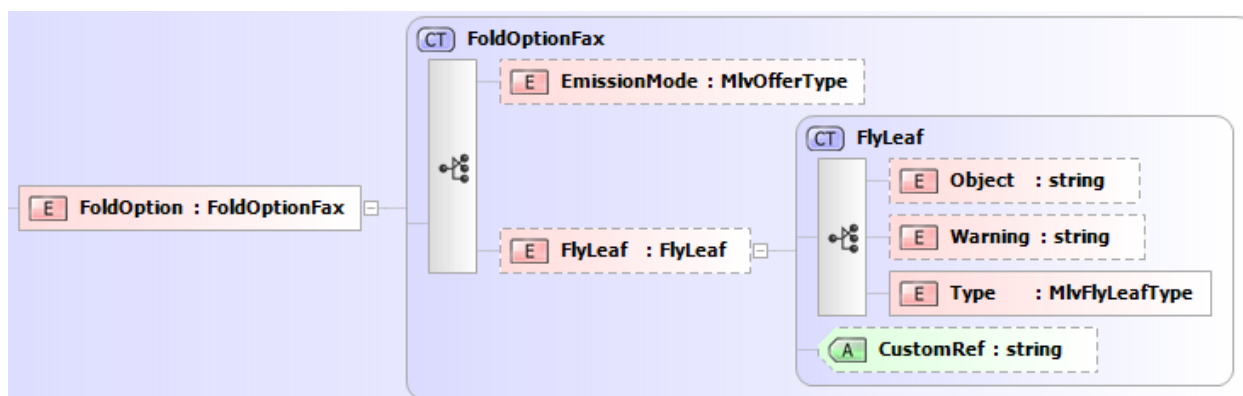 CT FoldOptionFax
E EmissionMode : MlvOfferType
CT FlyLeaf
E Object : string
E FoldOption : FoldOptionFax
E Warning : string
E FlyLeaf : FlyLeaf
E Type : MlvFlyLeafType
A CustomRef : string